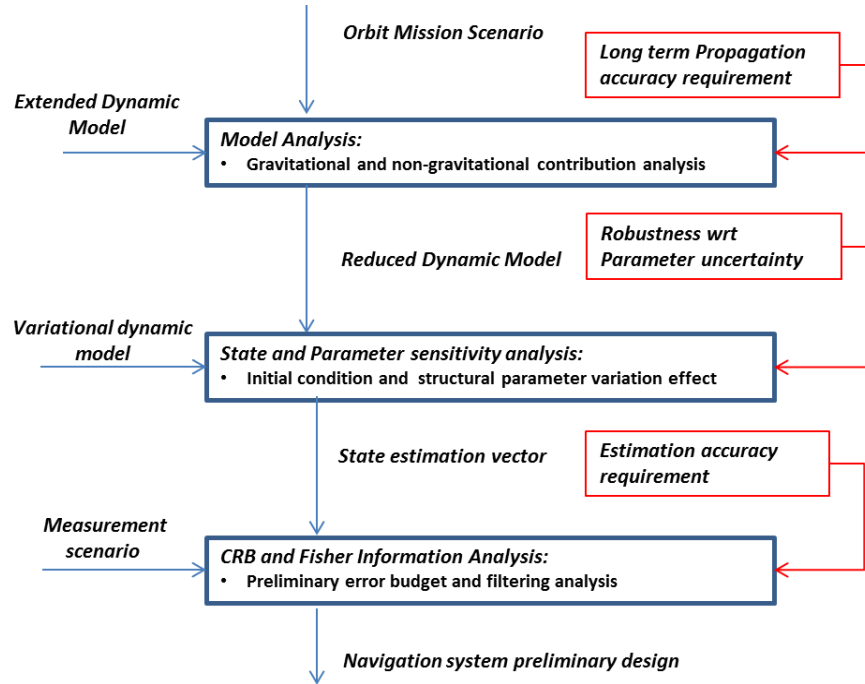 Orbit Mission Scenario
Long term Propagation
accuracy requirement
Extended Dynamic
Model
Model Analysis:
• Gravitational and non-gravitational contribution analysis
Reduced Dynamic Model
Robustness wrt
Parameter uncertainty
Variational dynamic
model
State and Parameter sensitivity analysis:
• Initial condition and structural parameter variation effect
State estimation vector
Estimation accuracy
requirement
Measurement
scenario
CRB and Fisher Information Analysis:
• Preliminary error budget and filtering analysis
Navigation system preliminary design